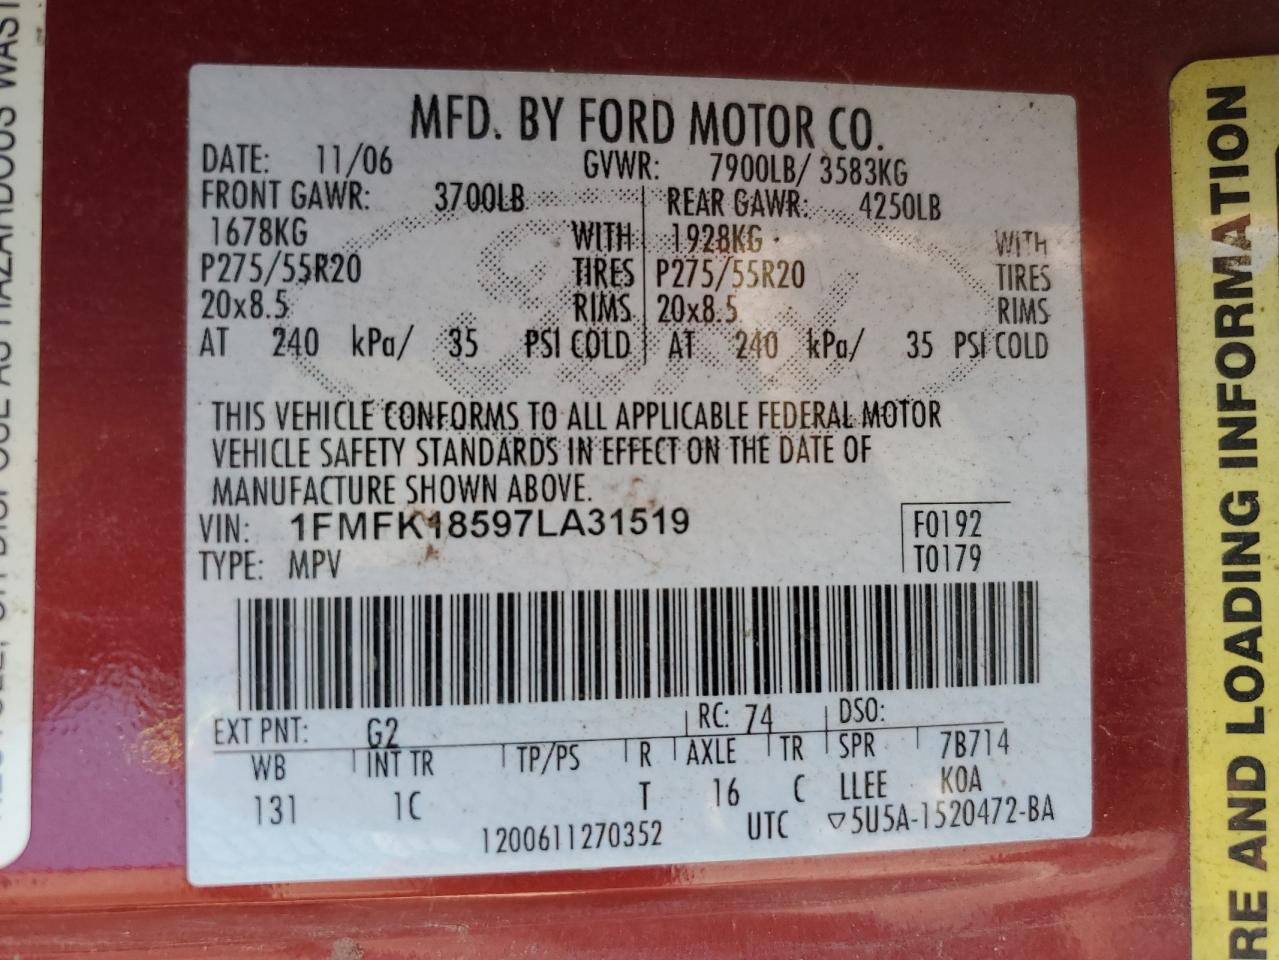 MFD. BY FORD MOTOR CO.
DATE: 11/06 GVWR: 7900LB/ 3583KG
FRONT GAWR: 3700LB REAR GAWR: 4250LB
1678KG WITH 1928KG WITH
P275/55R20 TIRES P275/55R20 TIRES
20x8.5 RIMS 20x8.5 RIMS
AT 240 kPa/ 35 PSI COLD AT 240 kPa/ 35 PSI COLD
THIS VEHICLE CONFORMS TO ALL APPLICABLE FEDERAL MOTOR
VEHICLE SAFETY STANDARDS IN EFFECT ON THE DATE OF
MANUFACTURE SHOWN ABOVE.
VIN: 1FMFK18597LA31519 F0192
TYPE: MPV T0179
EXT PNT: G2 RC: 74 DSO:
WB INT TR TP/PS R AXLE TR SPR 7B714
131 1C T 16 C LLEE KOA
1200611270352 UTC ▽5U5A-1520472-BA
RE AND LOADING INFORMATION
HAZARDOUS WAST